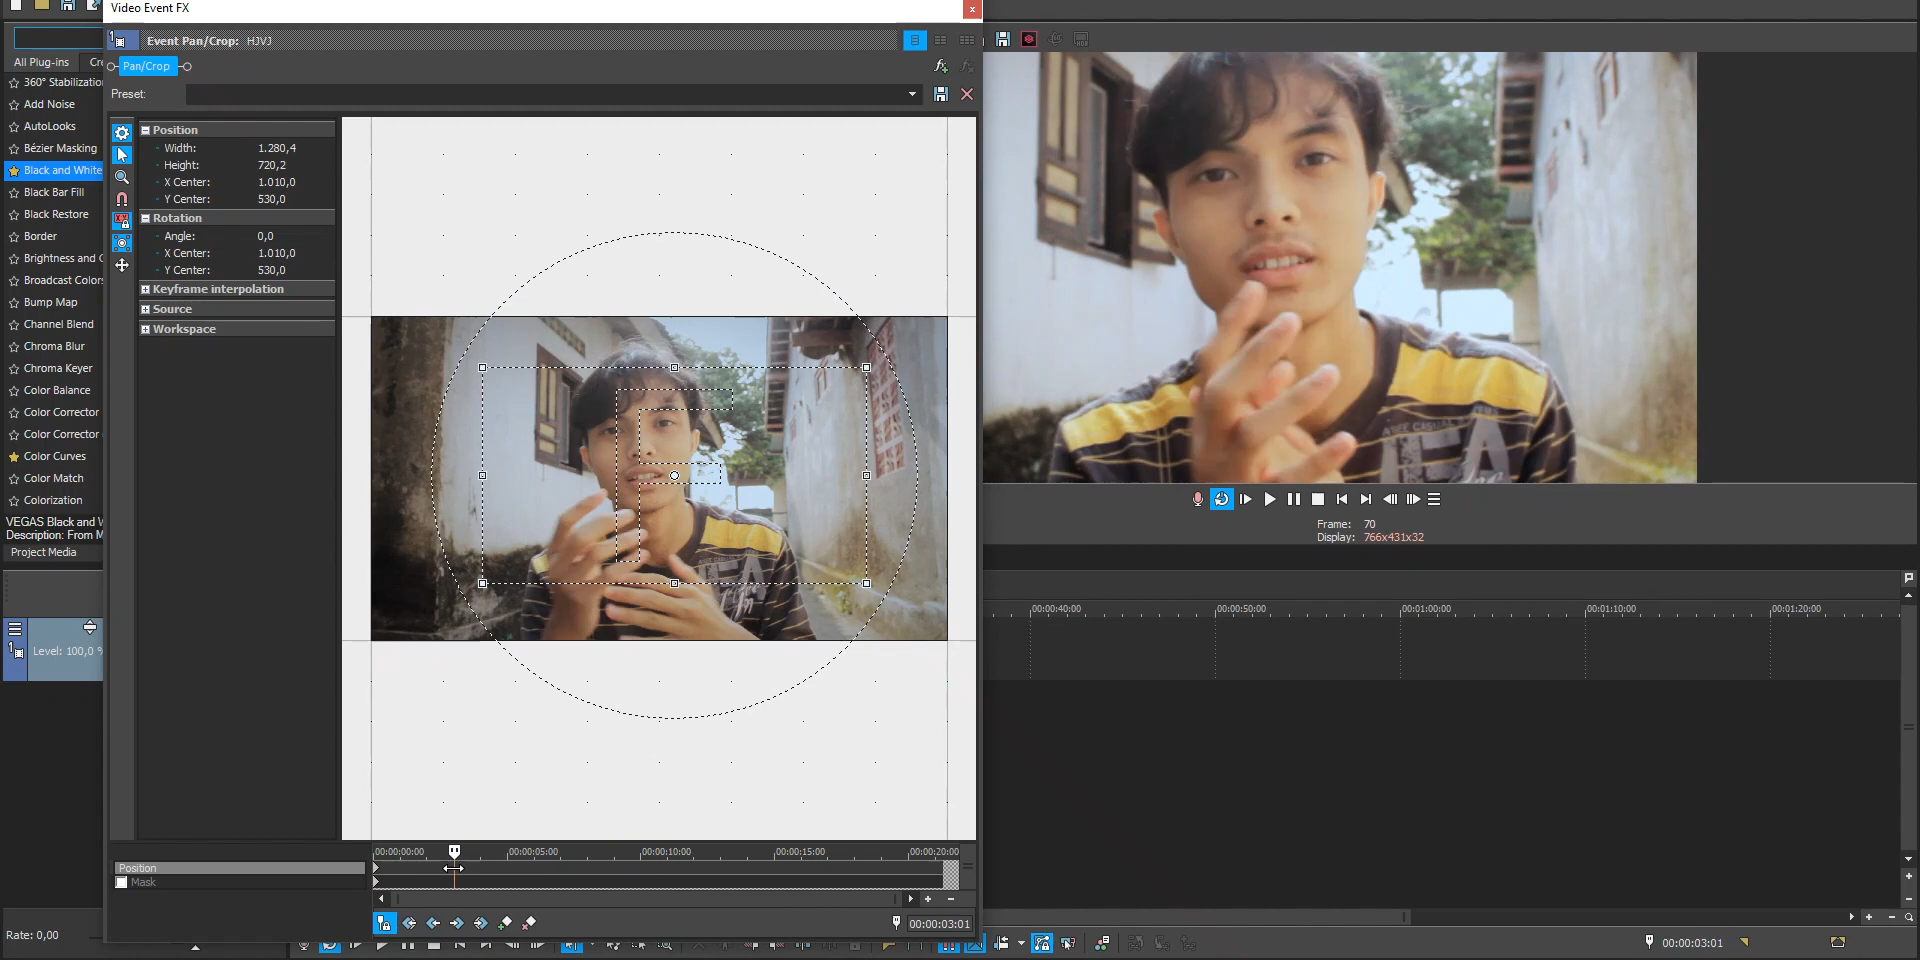 Video Event FX
x
Event Pan/Crop: HJVJ
Pan/Crop
Preset:
All Plug-ins
360° Stabilizatio
Add Noise
AutoLooks
Bézier Masking
Black and White
Black Bar Fill
Black Restore
Border
Brightness and C
Broadcast Colors
Bump Map
Channel Blend
Chroma Blur
Chroma Keyer
Color Balance
Color Corrector
Color Corrector
Color Curves
Color Match
Colorization
VEGAS Black and W
Description: From M
Project Media
Level: 100,0 %
Rate: 0,00
Position
Width: 1.280,4
Height: 720,2
X Center: 1.010,0
Y Center: 530,0
Rotation
Angle: 0,0
X Center: 1.010,0
Y Center: 530,0
Keyframe interpolation
Source
Workspace
Position
Mask
00:00:00:00 00:00:05:00 00:00:10:00 00:00:15:00 00:00:20:00
00:00:03:01
Frame: 70
Display: 766x431x32
00:00:40:00 00:00:50:00 00:01:00:00 00:01:10:00 00:01:20:00
00:00:03:01